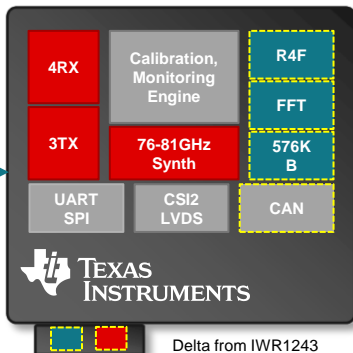 4RX
Calibration,
Monitoring
Engine
R4F
FFT
3TX
76-81GHz
Synth
576K
B
UART
SPI
CSI2
LVDS
CAN
TEXAS
INSTRUMENTS
Delta from IWR1243